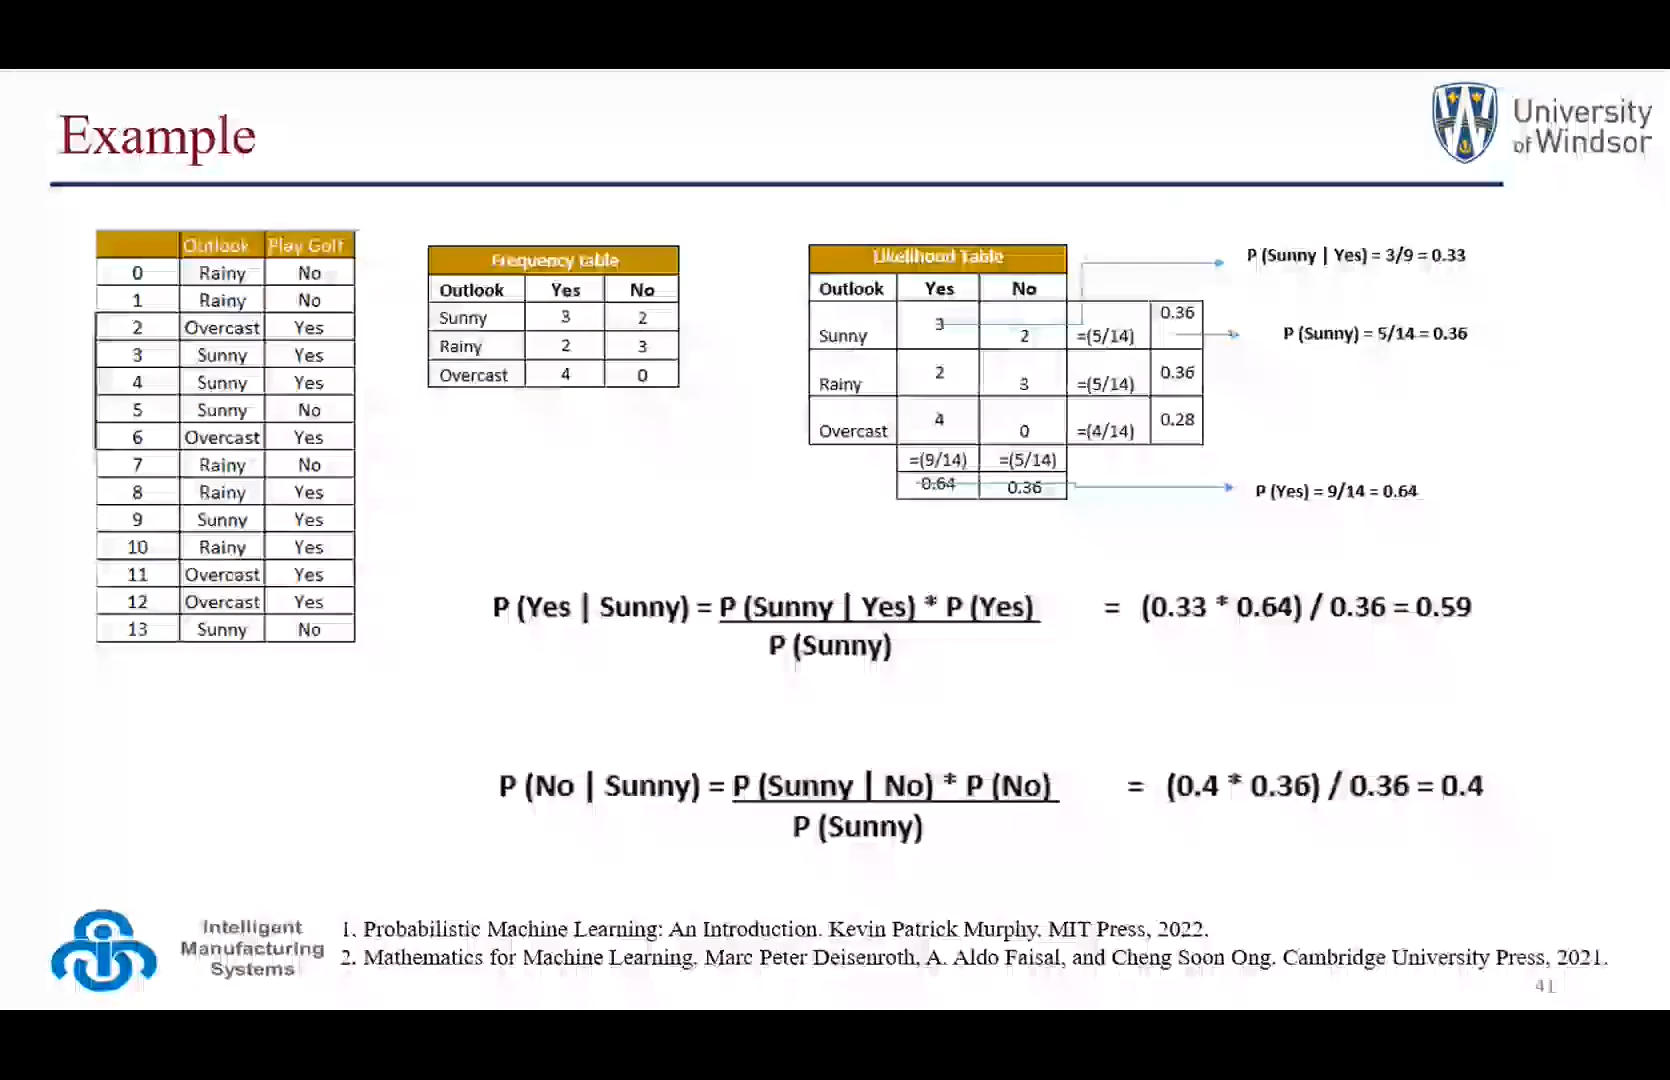 Example
University
of Windsor
Outlook Play Golf
0 Rainy No
1 Rainy No
2 Overcast Yes
3 Sunny Yes
4 Sunny Yes
5 Sunny No
6 Overcast Yes
7 Rainy No
8 Rainy Yes
9 Sunny Yes
10 Rainy Yes
11 Overcast Yes
12 Overcast Yes
13 Sunny No
Frequency table
Outlook Yes No
Sunny 3 2
Rainy 2 3
Overcast 4 0
Likelihood Table
Outlook Yes No
Sunny 3 2 =(5/14) 0.36
Rainy 2 3 =(5/14) 0.36
Overcast 4 0 =(4/14) 0.28
=(9/14) =(5/14)
0.64 0.36
P (Sunny | Yes) = 3/9 = 0.33
P (Sunny) = 5/14 = 0.36
P (Yes) = 9/14 = 0.64
P (Yes | Sunny) = P (Sunny | Yes) * P (Yes) = (0.33 * 0.64) / 0.36 = 0.59
P (Sunny)
P (No | Sunny) = P (Sunny | No) * P (No) = (0.4 * 0.36) / 0.36 = 0.4
P (Sunny)
Intelligent
Manufacturing
Systems
1. Probabilistic Machine Learning: An Introduction. Kevin Patrick Murphy. MIT Press, 2022.
2. Mathematics for Machine Learning. Marc Peter Deisenroth, A. Aldo Faisal, and Cheng Soon Ong. Cambridge University Press, 2021.
41